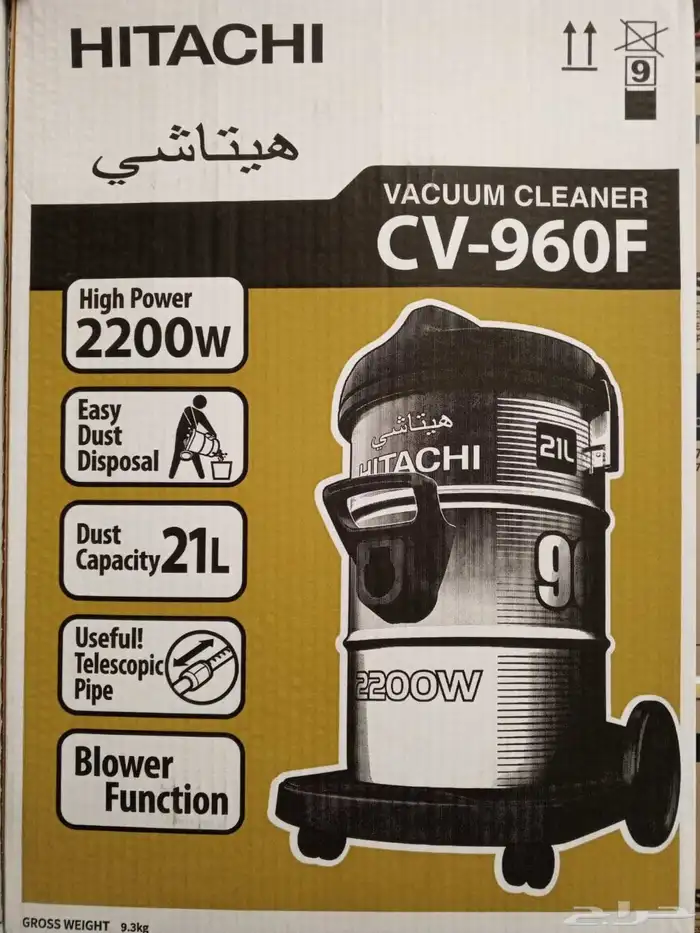 HITACHI
هيتاشي
9
VACUUM CLEANER
CV-960F
High Power
2200W
Easy
Dust
Disposal
Dust
Capacity 21L
Useful!
Telescopic
Pipe
Blower
Function
هيتاشي
HITACHI
21L
2200W
GROSS WEIGHT 9.3kg
حراج